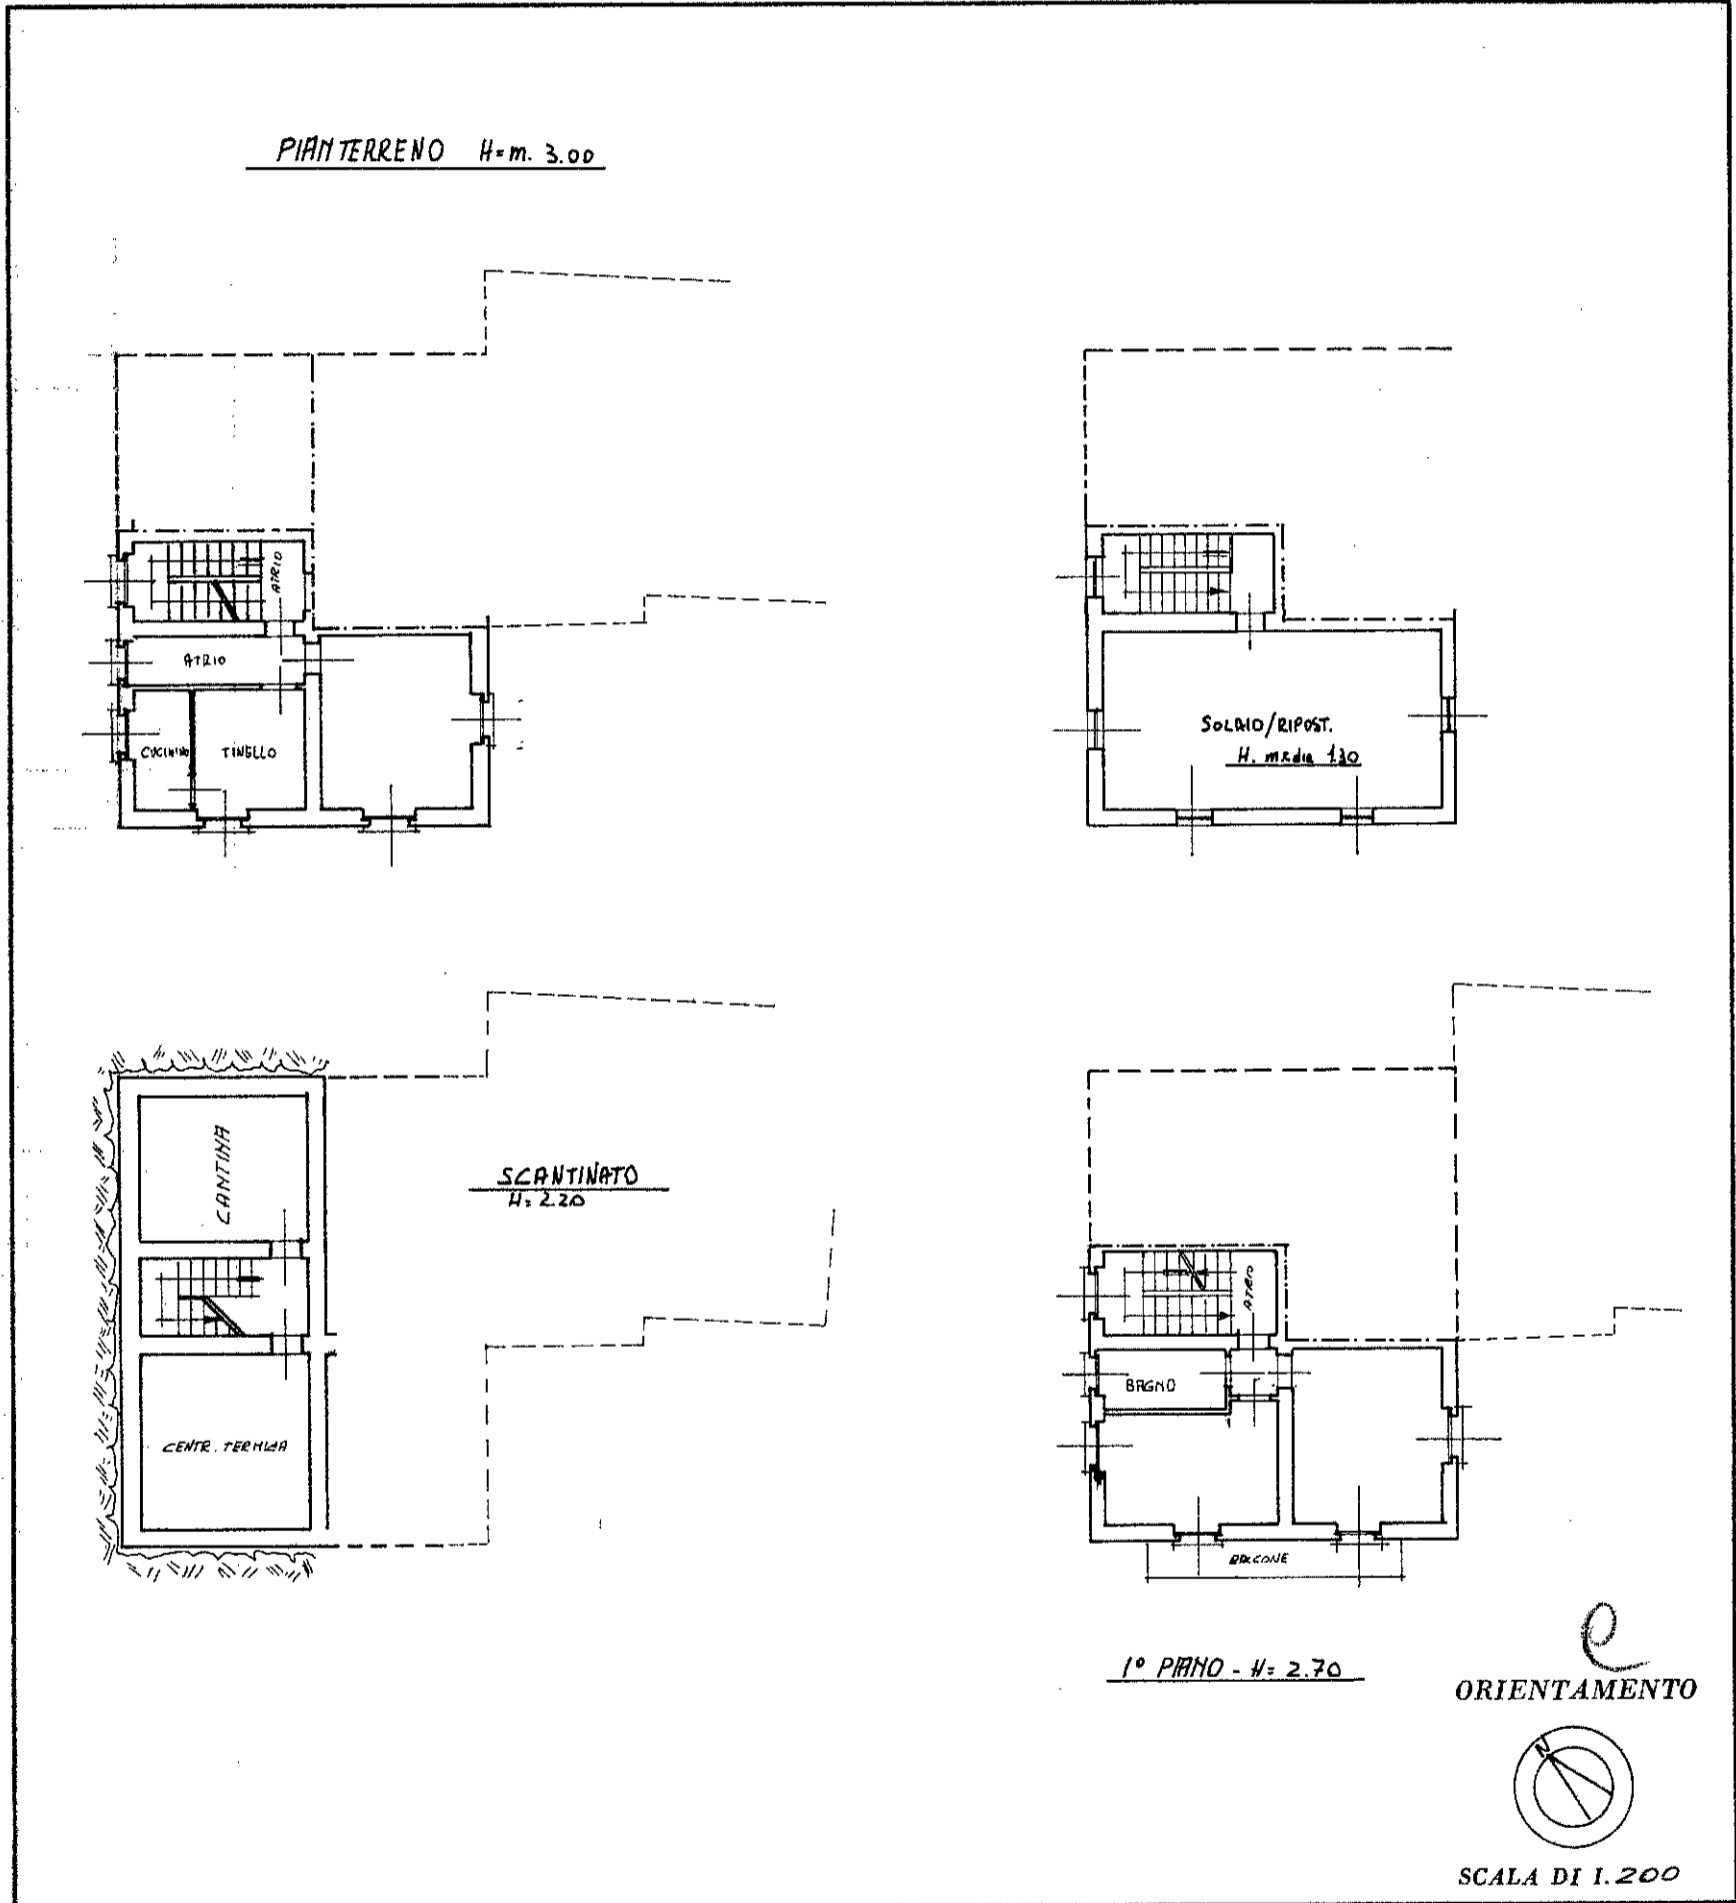 PIANTERRENO H=m. 3.00
ATRIO
ATRIO
CUCININO
TINELLO
SOLAIO/RIPOST.
H. media 1.30
CANTINA
SCANTINATO
H: 2.20
CENTR. TERMICA
ATRIO
BAGNO
BALCONE
1° PIANO - H= 2.70
e
ORIENTAMENTO
N
SCALA DI 1.200